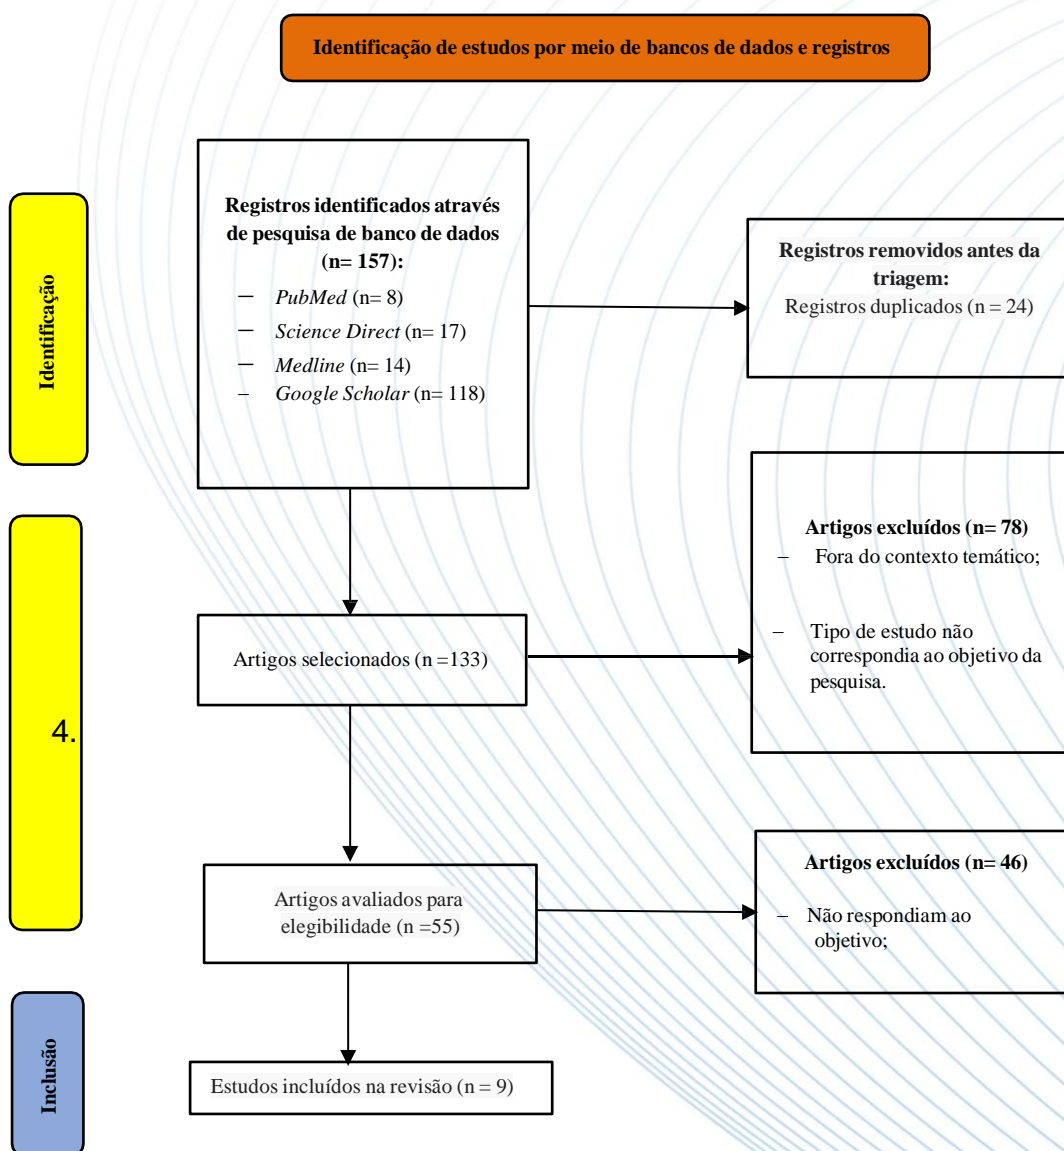 Identificação de estudos por meio de bancos de dados e registros
Identificação
Registros identificados através
de pesquisa de banco de dados
(n= 157):
– PubMed (n= 8)
– Science Direct (n= 17)
– Medline (n= 14)
– Google Scholar (n= 118)
Registros removidos antes da
triagem:
Registros duplicados (n = 24)
4.
Artigos selecionados (n =133)
Artigos excluídos (n= 78)
– Fora do contexto temático;
– Tipo de estudo não
correspondia ao objetivo da
pesquisa.
Artigos avaliados para
elegibilidade (n =55)
Artigos excluídos (n= 46)
– Não respondiam ao
objetivo;
Inclusão
Estudos incluídos na revisão (n = 9)